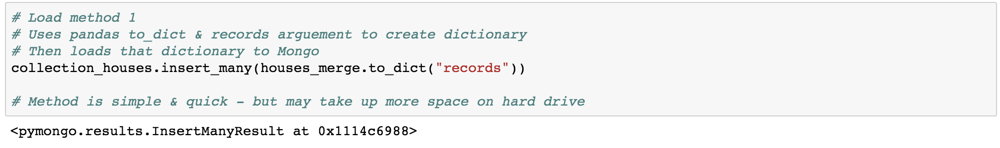 # Load method 1
# Uses pandas to_dict & records arguement to create dictionary
# Then loads that dictionary to Mongo
collection_houses.insert_many(houses_merge.to_dict("records"))
# Method is simple & quick – but may take up more space on hard drive
<pymongo.results.InsertManyResult at 0x1114c6988>